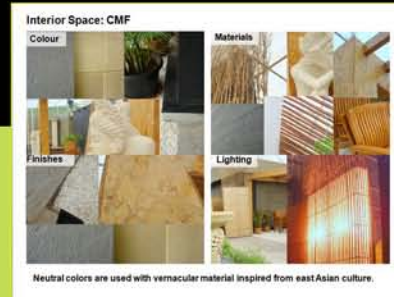 Interior Space: CMF
Colour
Materials
Finishes
Lighting
Neutral colors are used with vernacular material inspired from east Asian culture.